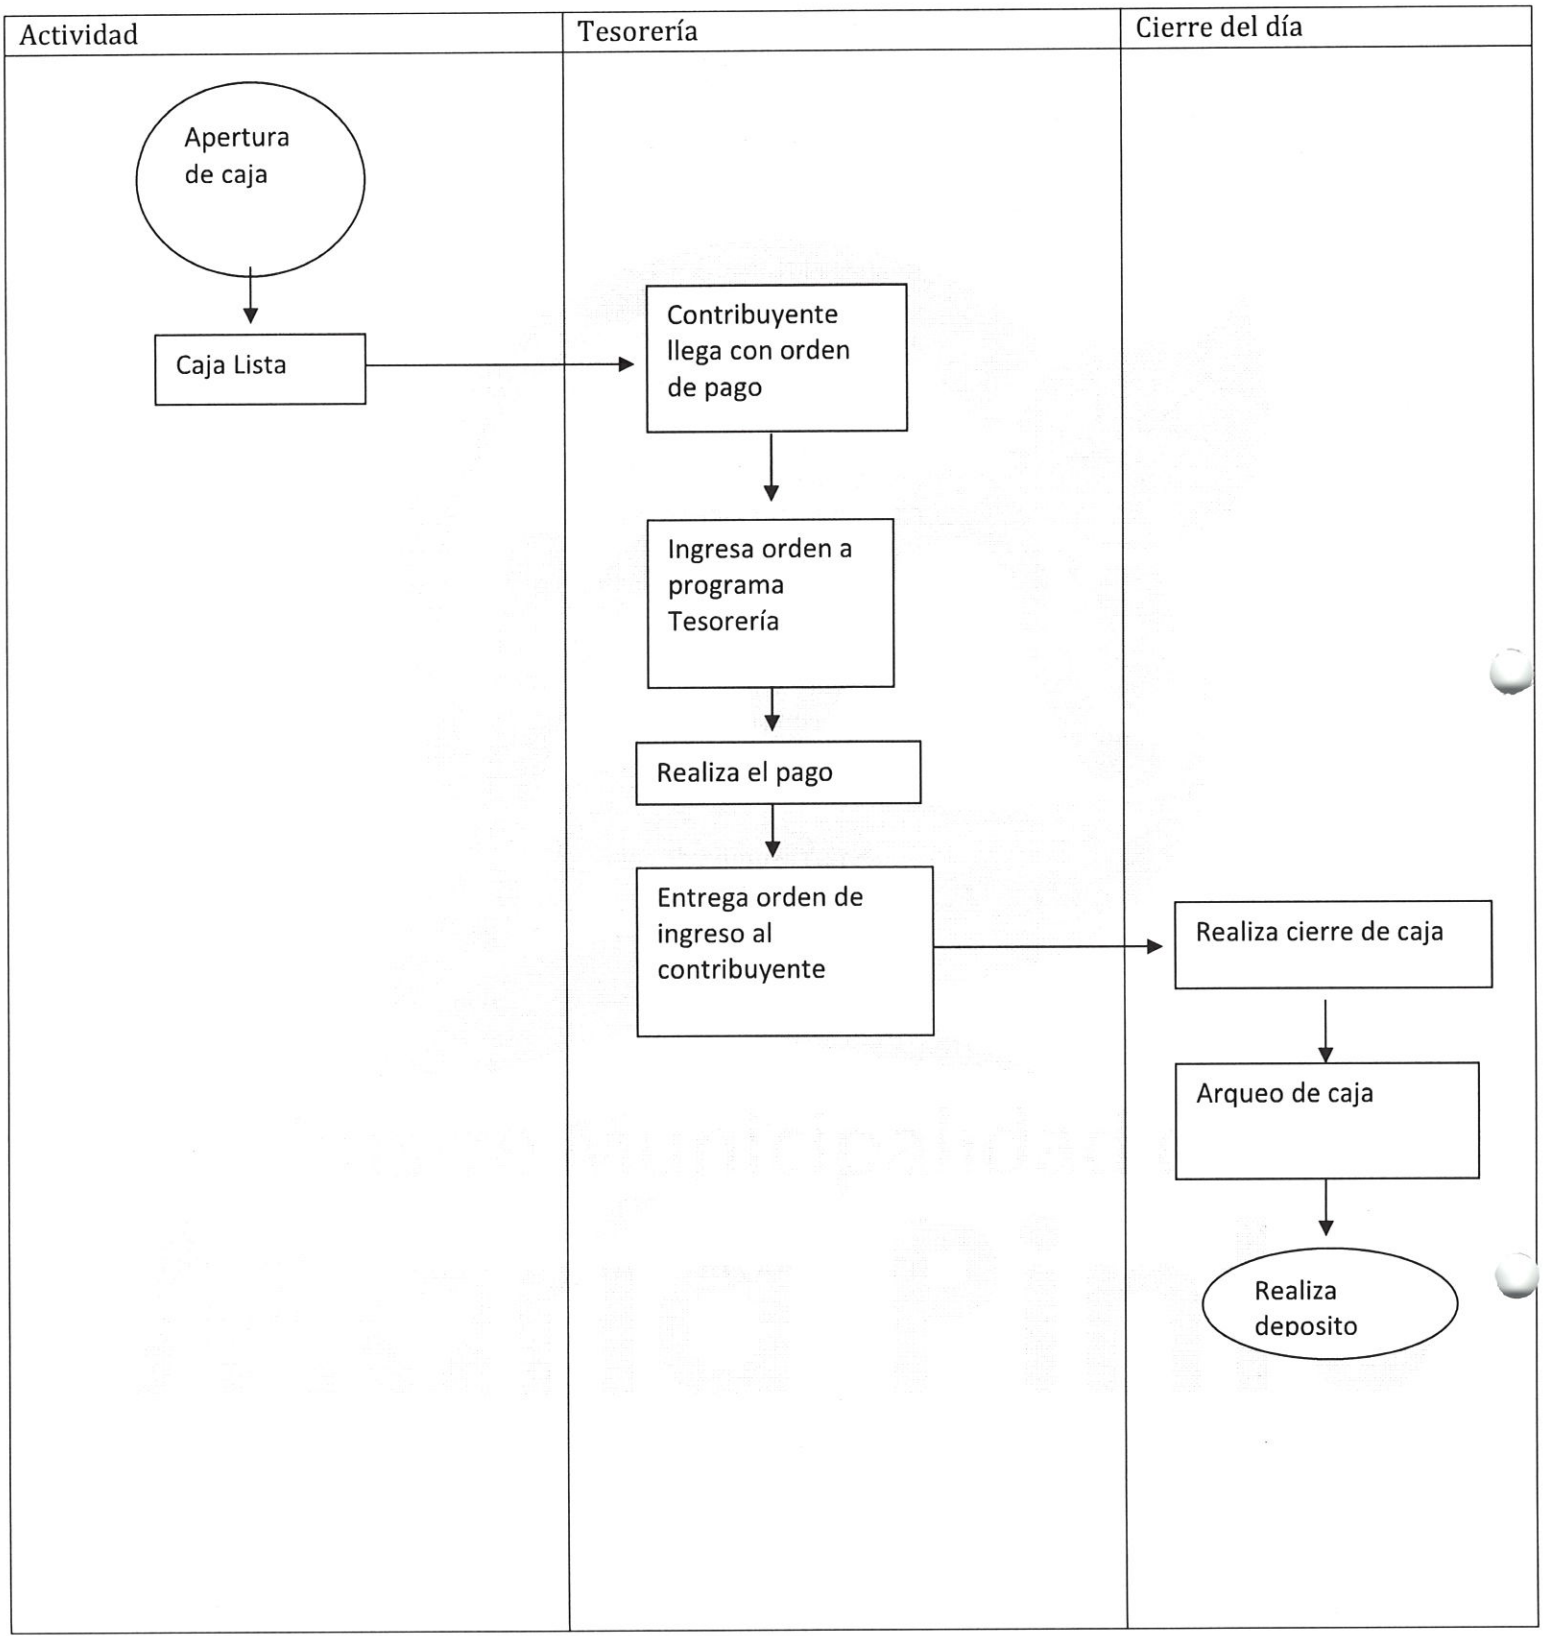 Actividad
Tesorería
Cierre del día
Apertura
de caja
Caja Lista
Contribuyente
llega con orden
de pago
Ingresa orden a
programa
Tesorería
Realiza el pago
Entrega orden de
ingreso al
contribuyente
Realiza cierre de caja
Arqueo de caja
Realiza
deposito
Municipalidad